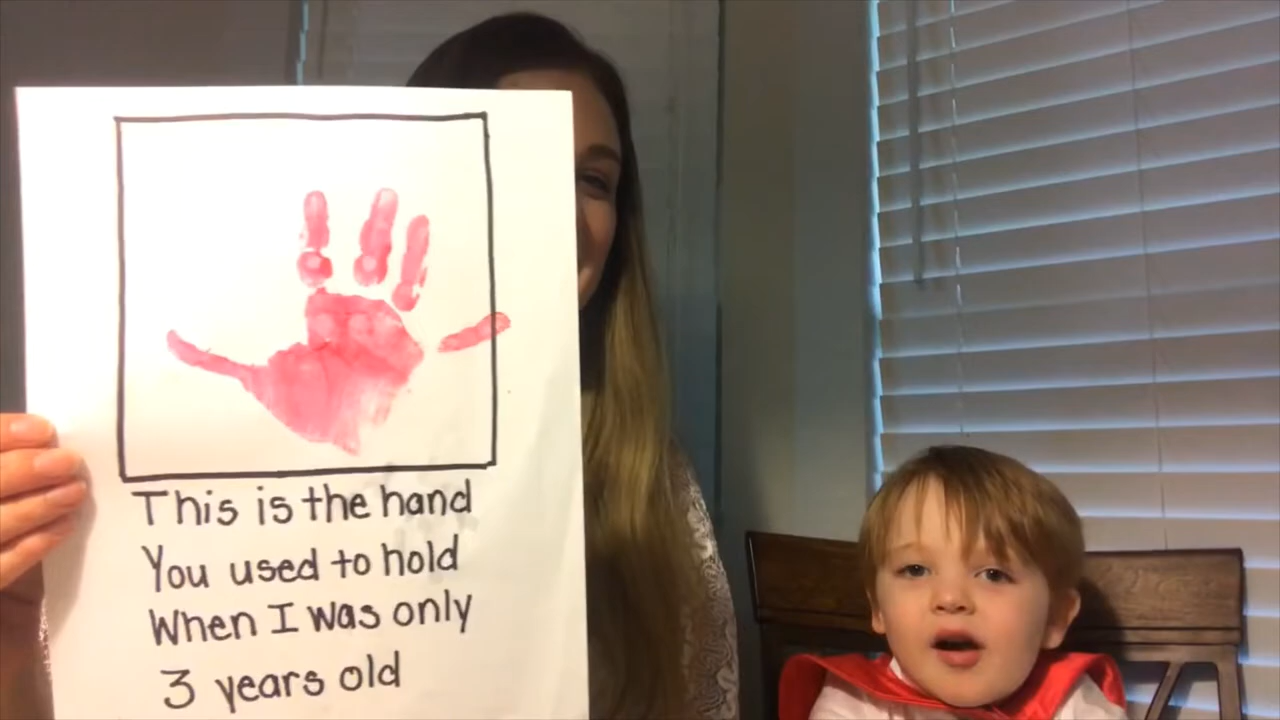 This is the hand
You used to hold
When I was only
3 years old